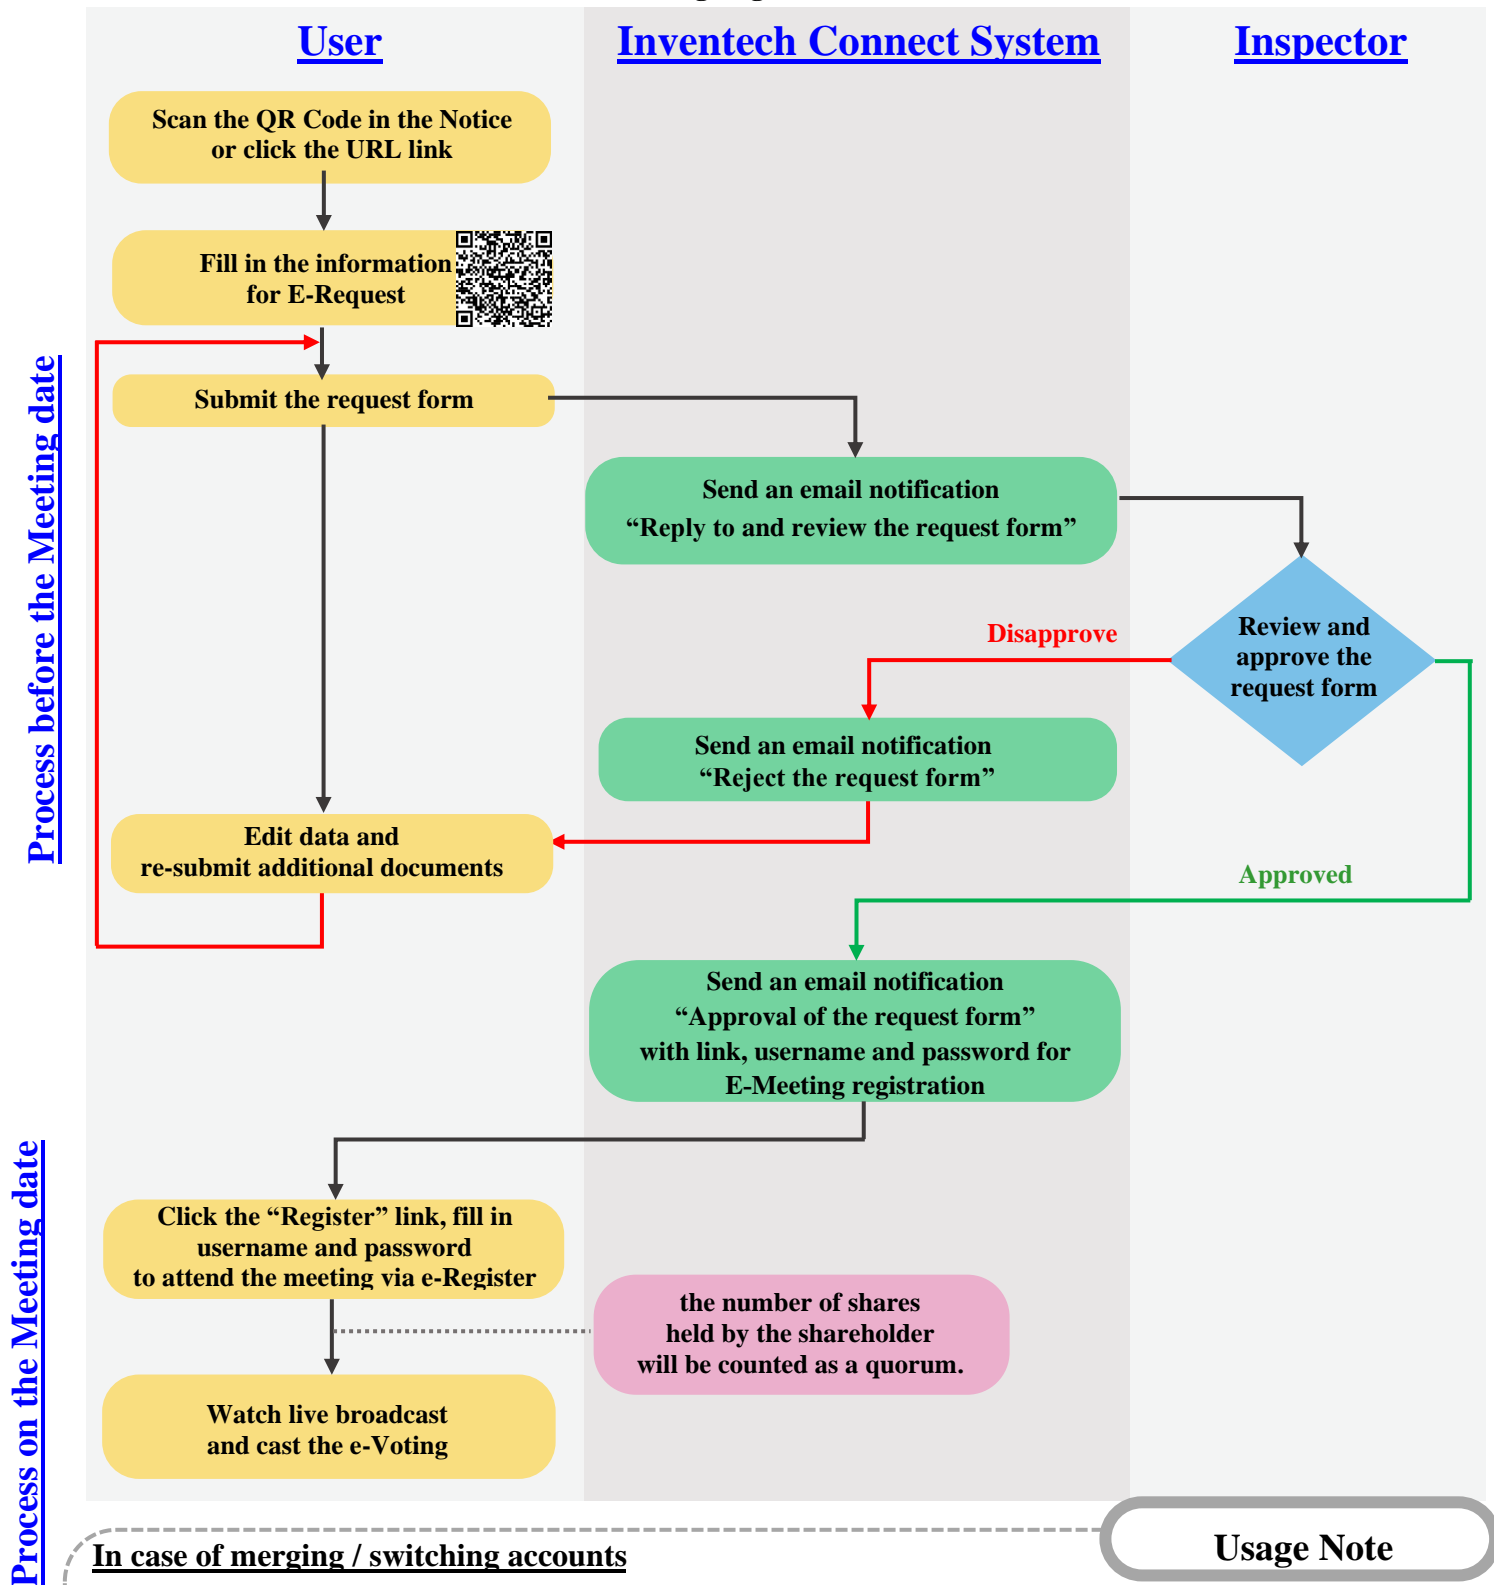 User
Inventech Connect System
Inspector
Scan the QR Code in the Notice
or click the URL link
Fill in the information
for E-Request
Submit the request form
Send an email notification
“Reply to and review the request form”
Review and
approve the
request form
Disapprove
Send an email notification
“Reject the request form”
Edit data and
re-submit additional documents
Approved
Send an email notification
“Approval of the request form”
with link, username and password for
E-Meeting registration
Process before the Meeting date
Click the “Register” link, fill in
username and password
to attend the meeting via e-Register
the number of shares
held by the shareholder
will be counted as a quorum.
Watch live broadcast
and cast the e-Voting
Process on the Meeting date
Usage Note
In case of merging / switching accounts